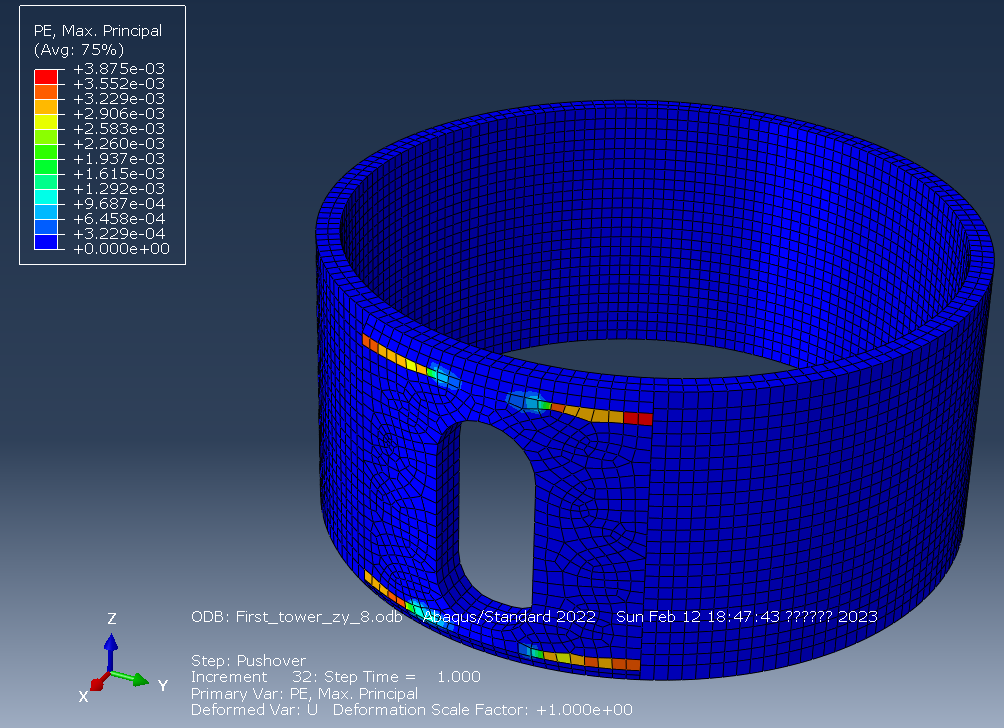 PE, Max. Principal
(Avg: 75%)
+3.875e-03
+3.552e-03
+3.229e-03
+2.906e-03
+2.583e-03
+2.260e-03
+1.937e-03
+1.615e-03
+1.292e-03
+9.687e-04
+6.458e-04
+3.229e-04
+0.000e+00
Z
Y
X
ODB: First_tower_zy_8.odb Abaqus/Standard 2022 Sun Feb 12 18:47:43 ?????? 2023
Step: Pushover
Increment 32: Step Time = 1.000
Primary Var: PE, Max. Principal
Deformed Var: U Deformation Scale Factor: +1.000e+00